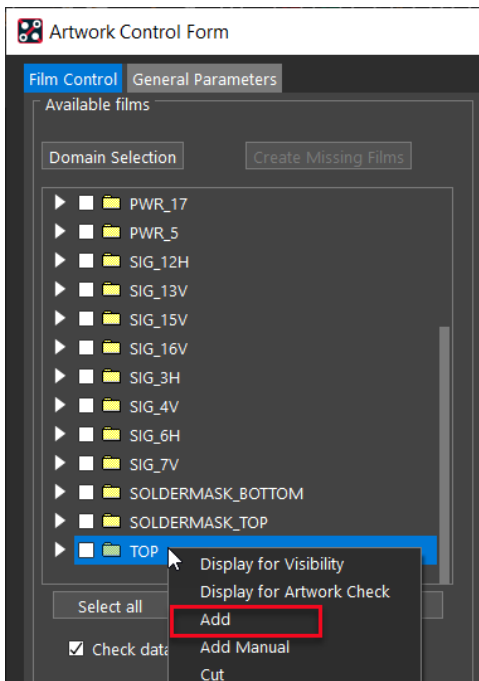 Artwork Control Form
Film Control General Parameters
Available films
Domain Selection Create Missing Films
PWR_17
PWR_5
SIG_12H
SIG_13V
SIG_15V
SIG_16V
SIG_3H
SIG_4V
SIG_6H
SIG_7V
SOLDERMASK_BOTTOM
SOLDERMASK_TOP
TOP
Display for Visibility
Display for Artwork Check
Select all
Add
Check data
Add Manual
Cut